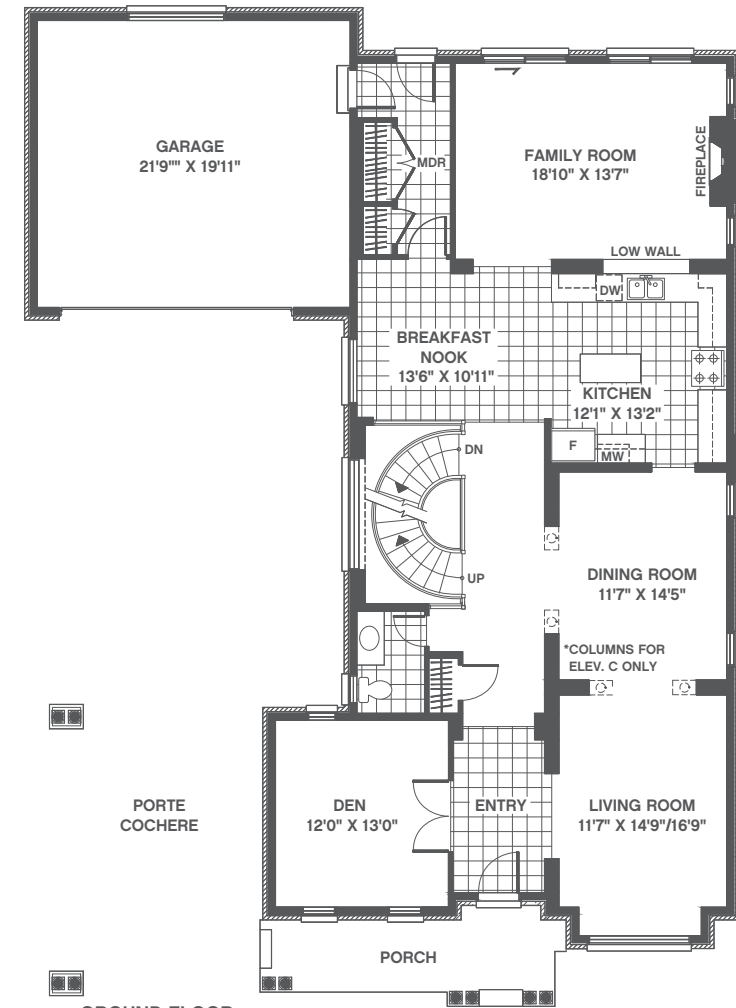 GARAGE
21'9"" X 19'11"
MDR
FAMILY ROOM
18'10" X 13'7"
FIREPLACE
LOW WALL
DW
BREAKFAST
NOOK
13'6" X 10'11"
KITCHEN
12'1" X 13'2"
F
MW
DN
UP
DINING ROOM
11'7" X 14'5"
*COLUMNS FOR
ELEV. C ONLY
PORTE
COCHERE
DEN
12'0" X 13'0"
ENTRY
LIVING ROOM
11'7" X 14'9"/16'9"
PORCH
GROUND FLOOR